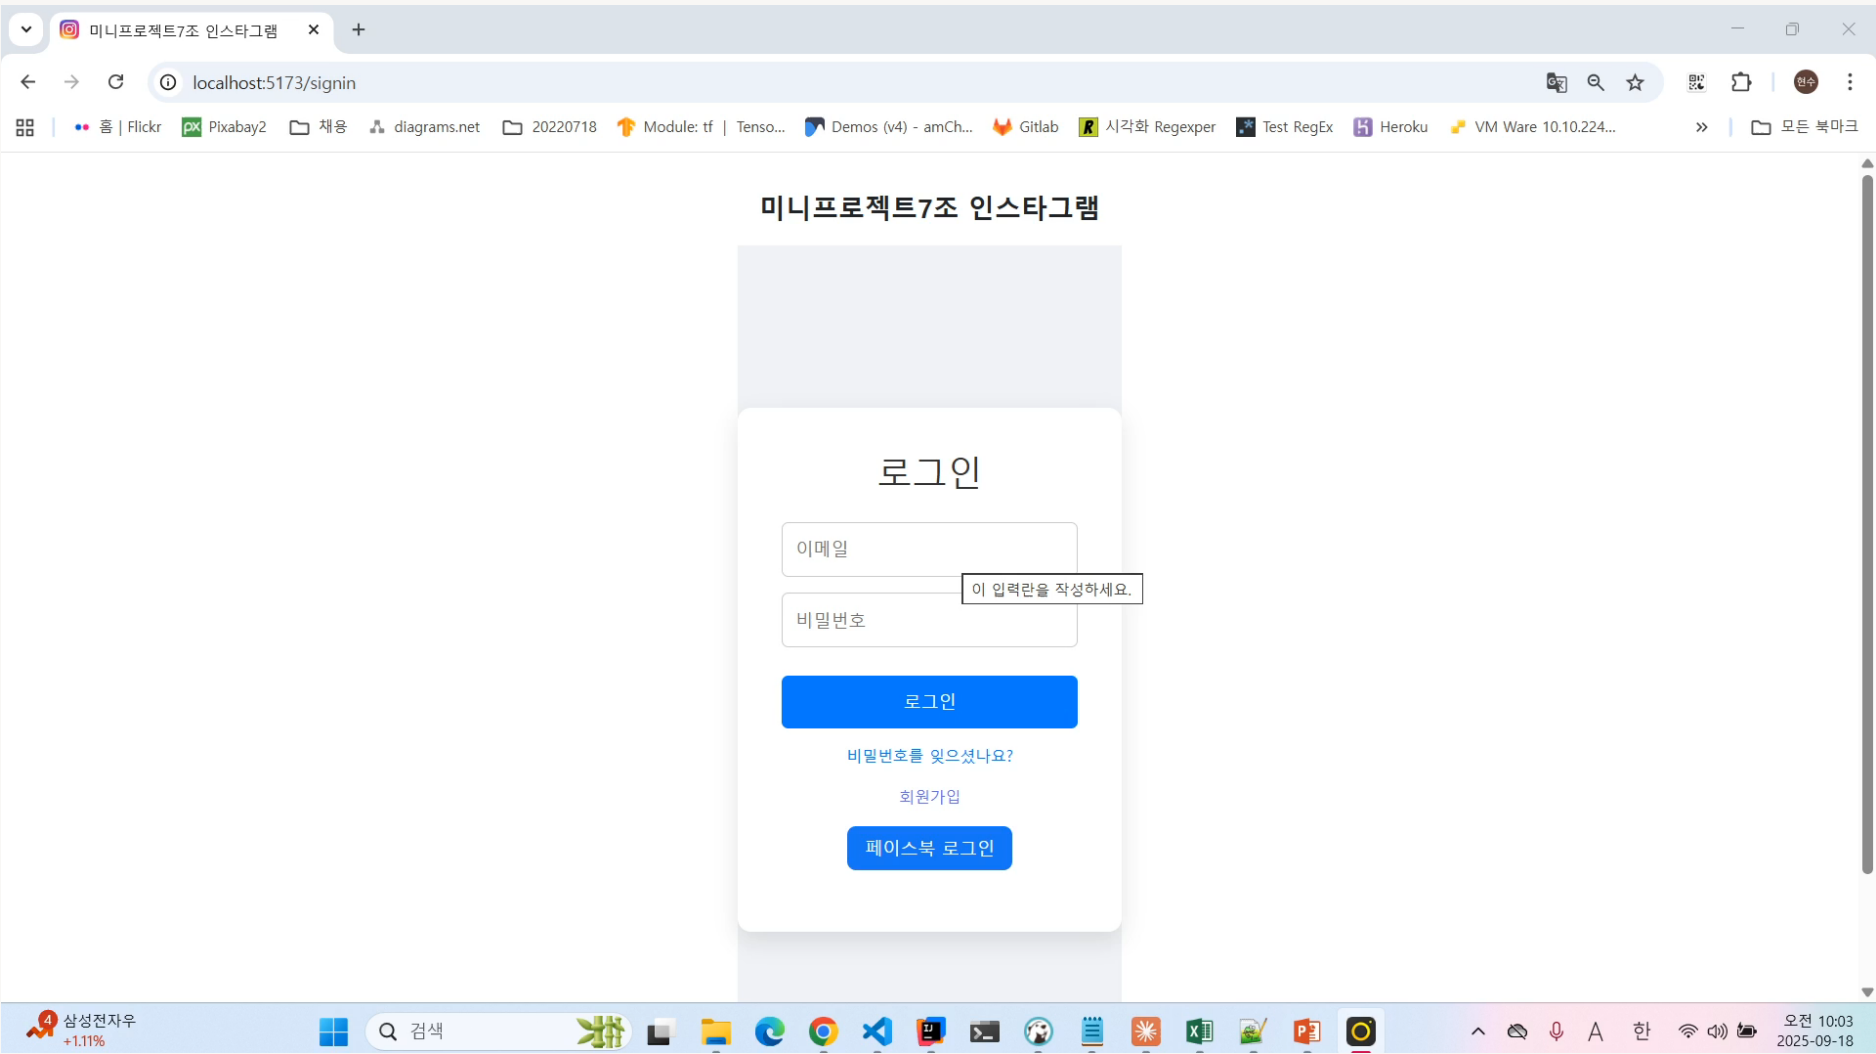 미니프로젝트7조 인스타그램
localhost:5173/signin
홈 | Flickr
Pixabay2
채용
diagrams.net
20220718
Module: tf | Tenso...
Demos (v4) - amCh...
Gitlab
시각화 Regexper
Test RegEx
Heroku
VM Ware 10.10.224...
모든 북마크
현수
미니프로젝트7조 인스타그램
로그인
이메일
이 입력란을 작성하세요.
비밀번호
로그인
비밀번호를 잊으셨나요?
회원가입
페이스북 로그인
4
삼성전자우
+1.11%
검색
A
한
오전 10:03
2025-09-18